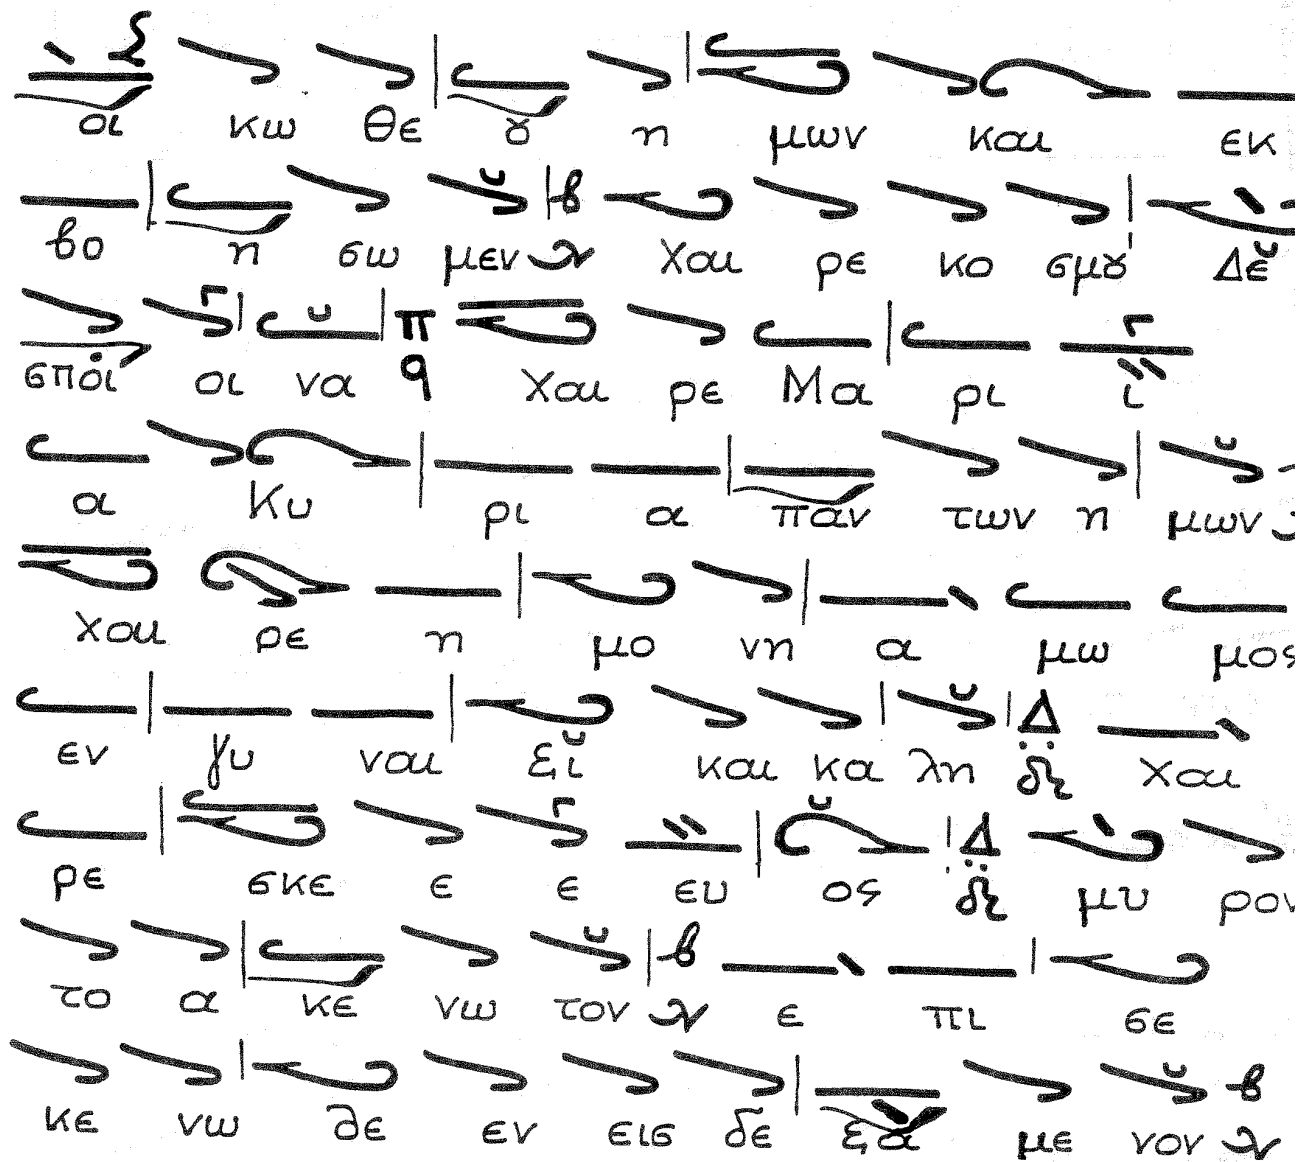 οι κω θε ȣ η μων και εκ
βο η σω μεν χαι ρε κο σμȣ Δε
σποι οι να π q χαι ρε Μα ρι ι
α Κυ ρι α παν των η μων
χαι ρε η μο νη α μω μος
εν γυ ναι ξι και κα λη Δ χαι
ρε σκε ε ε ευ ος Δ μυ ρον
το α κε νω τον β ε πι σε
κε νω θε εν εις δε ξα με νον β